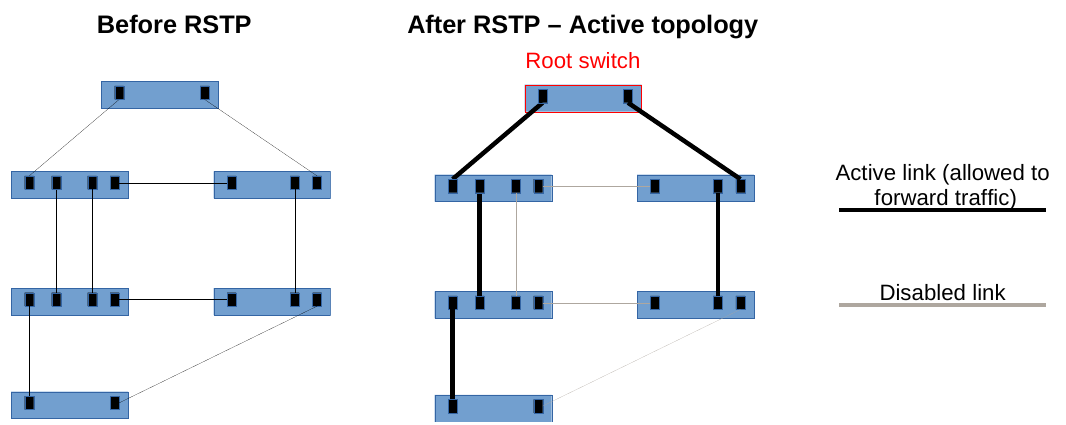 Before RSTP
After RSTP – Active topology
Root switch
Active link (allowed to
forward traffic)
Disabled link